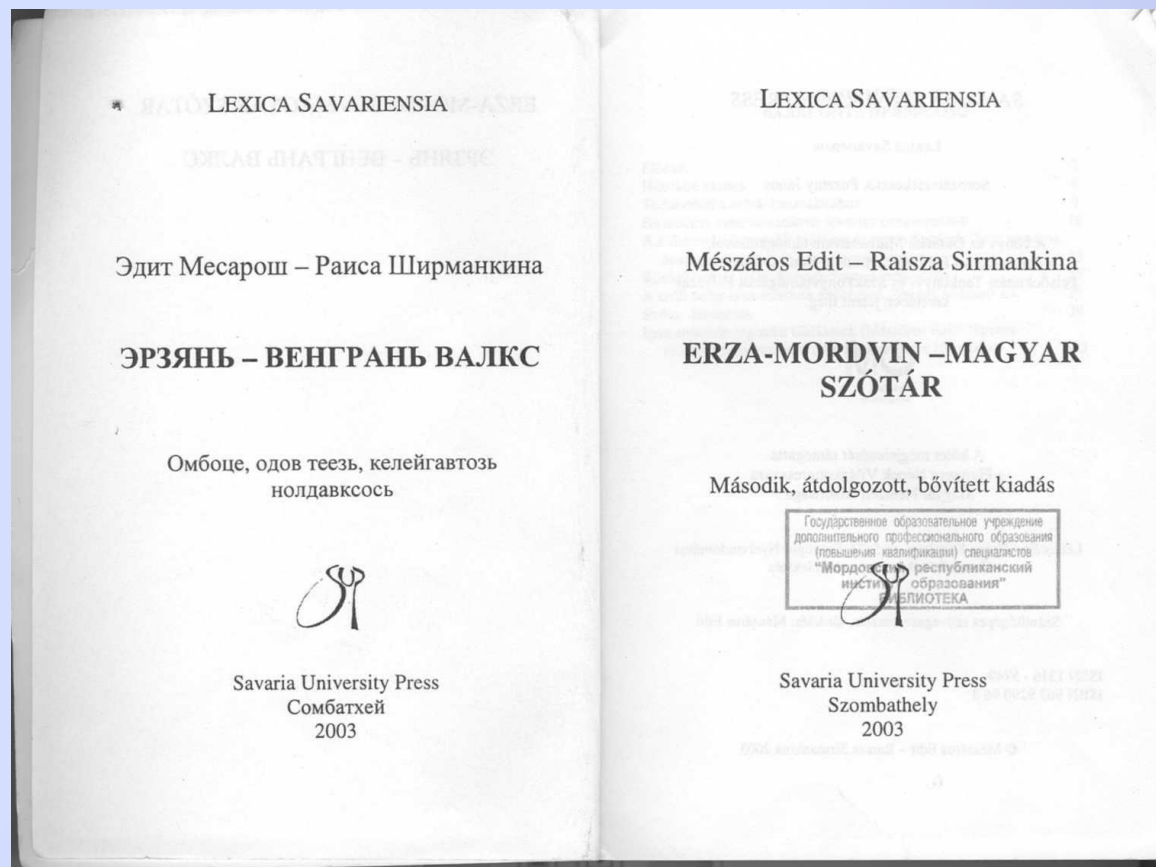 LEXICA SAVARIENSIA
Эдит Месарош – Раиса Ширманкина
ЭРЗЯНЬ – ВЕНГРАНЬ ВАЛКС
Омбоце, одов теезь, келейгавтозь
нолдавксось
Savaria University Press
Сомбатхей
2003
LEXICA SAVARIENSIA
Mészáros Edit – Raisza Sirmankina
ERZA-MORDVIN –MAGYAR
SZÓTÁR
Második, átdolgozott, bővített kiadás
Государственное образовательное учреждение
дополнительного профессионального образования
(повышения квалификации) специалистов
"Мордовский республиканский
институт образования"
БИБЛИОТЕКА
Savaria University Press
Szombathely
2003